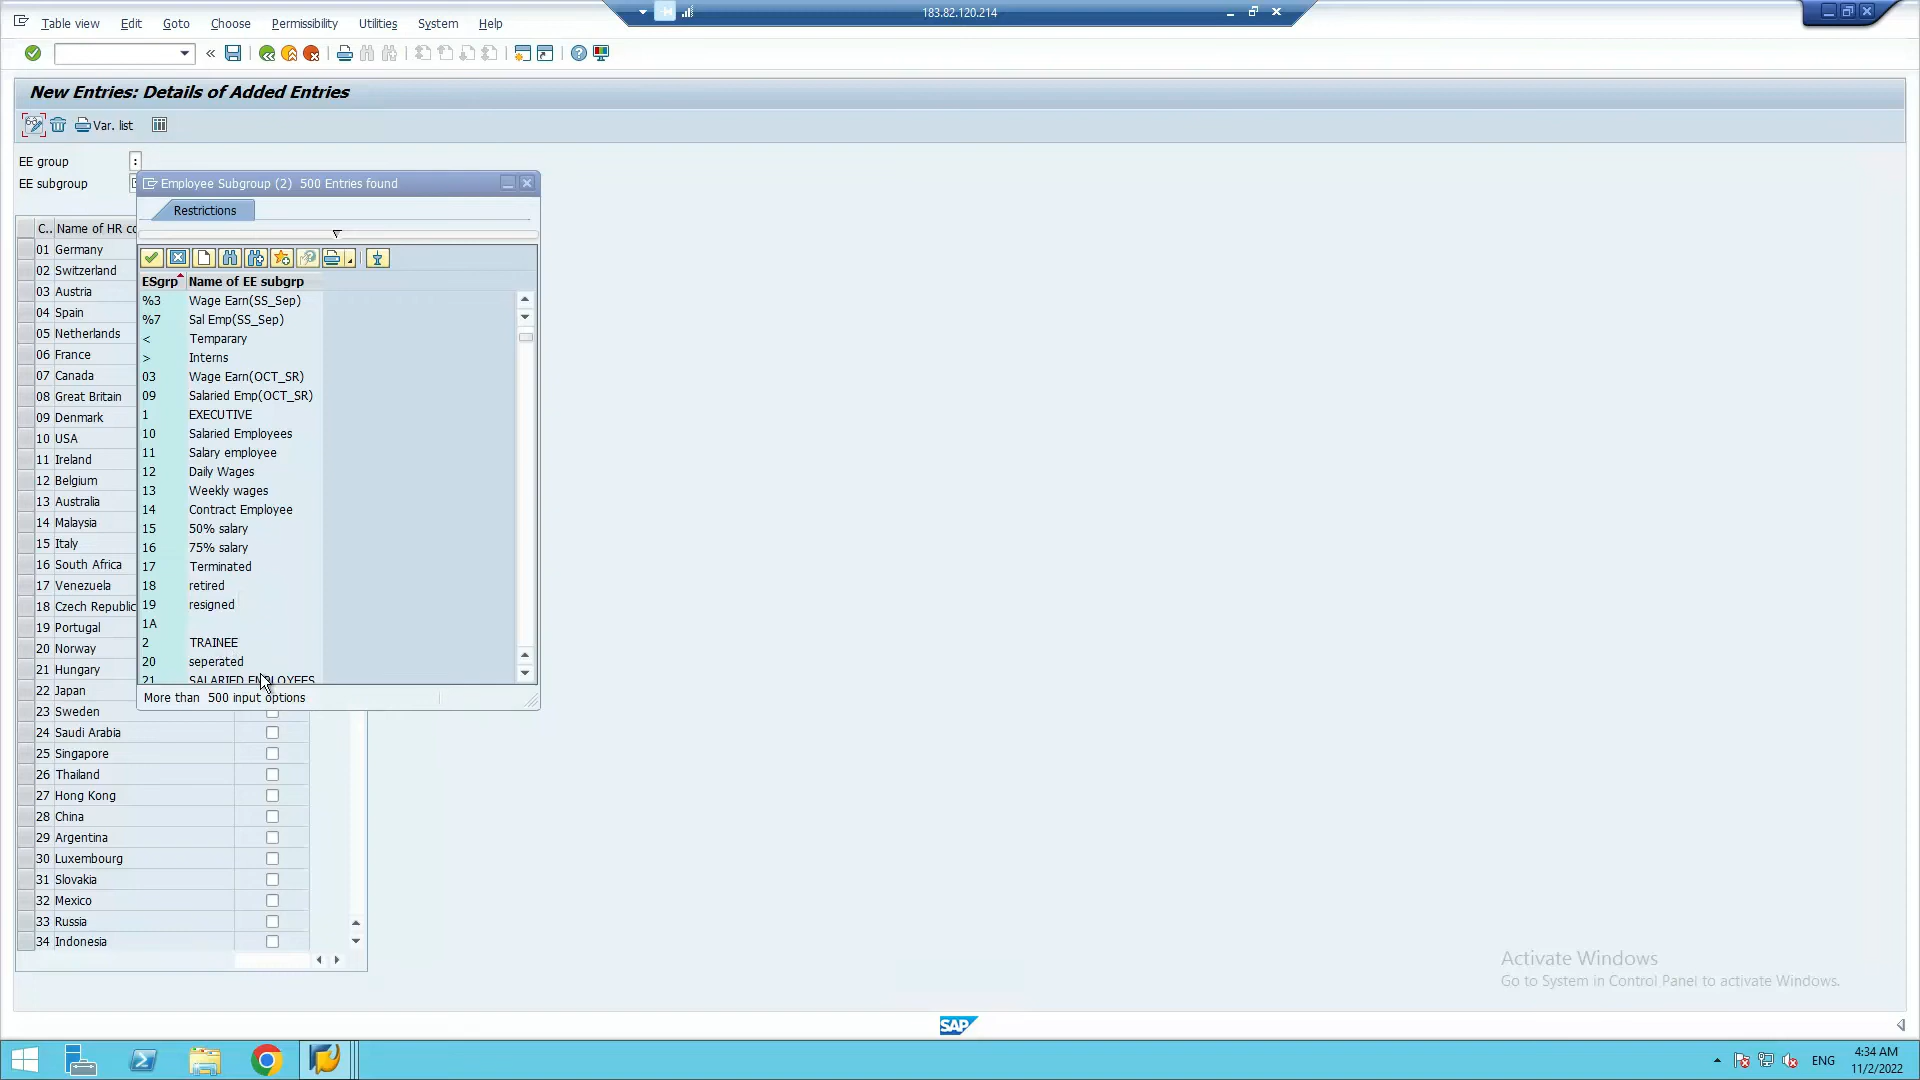 Table view Edit Goto Choose Permissibility Utilities System Help
183.82.120.214
New Entries: Details of Added Entries
Var. list
EE group :
EE subgroup
Employee Subgroup (2) 500 Entries found
Restrictions
C.. Name of HR co
01 Germany
02 Switzerland
03 Austria
04 Spain
05 Netherlands
06 France
07 Canada
08 Great Britain
09 Denmark
10 USA
11 Ireland
12 Belgium
13 Australia
14 Malaysia
15 Italy
16 South Africa
17 Venezuela
18 Czech Republic
19 Portugal
20 Norway
21 Hungary
22 Japan
23 Sweden
24 Saudi Arabia
25 Singapore
26 Thailand
27 Hong Kong
28 China
29 Argentina
30 Luxembourg
31 Slovakia
32 Mexico
33 Russia
34 Indonesia
ESgrp Name of EE subgrp
%3 Wage Earn(SS_Sep)
%7 Sal Emp(SS_Sep)
< Temparary
> Interns
03 Wage Earn(OCT_SR)
09 Salaried Emp(OCT_SR)
1 EXECUTIVE
10 Salaried Employees
11 Salary employee
12 Daily Wages
13 Weekly wages
14 Contract Employee
15 50% salary
16 75% salary
17 Terminated
18 retired
19 resigned
1A
2 TRAINEE
20 seperated
21 SALARIED EMPLOYEES
More than 500 input options
Activate Windows
Go to System in Control Panel to activate Windows.
SAP
ENG
4:34 AM
11/2/2022